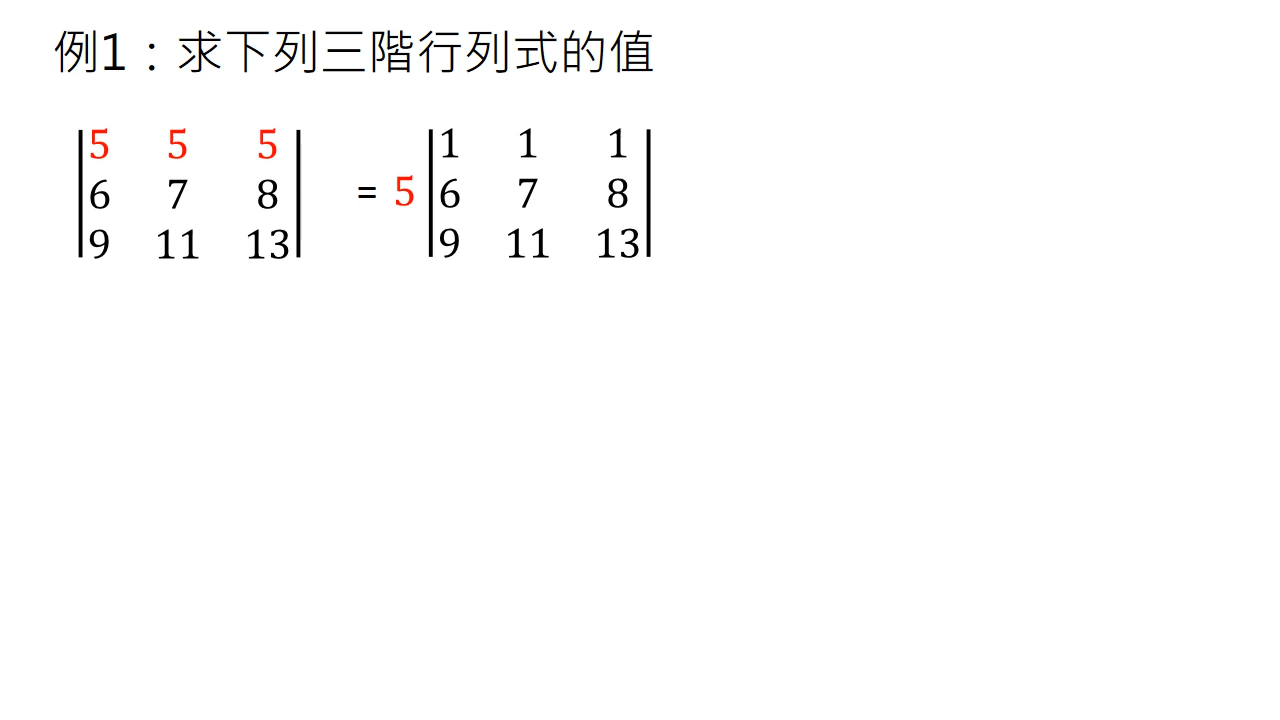 例1：求下列三階行列式的值
|5 5 5| |1 1 1|
|6 7 8| = 5 |6 7 8|
|9 11 13| |9 11 13|